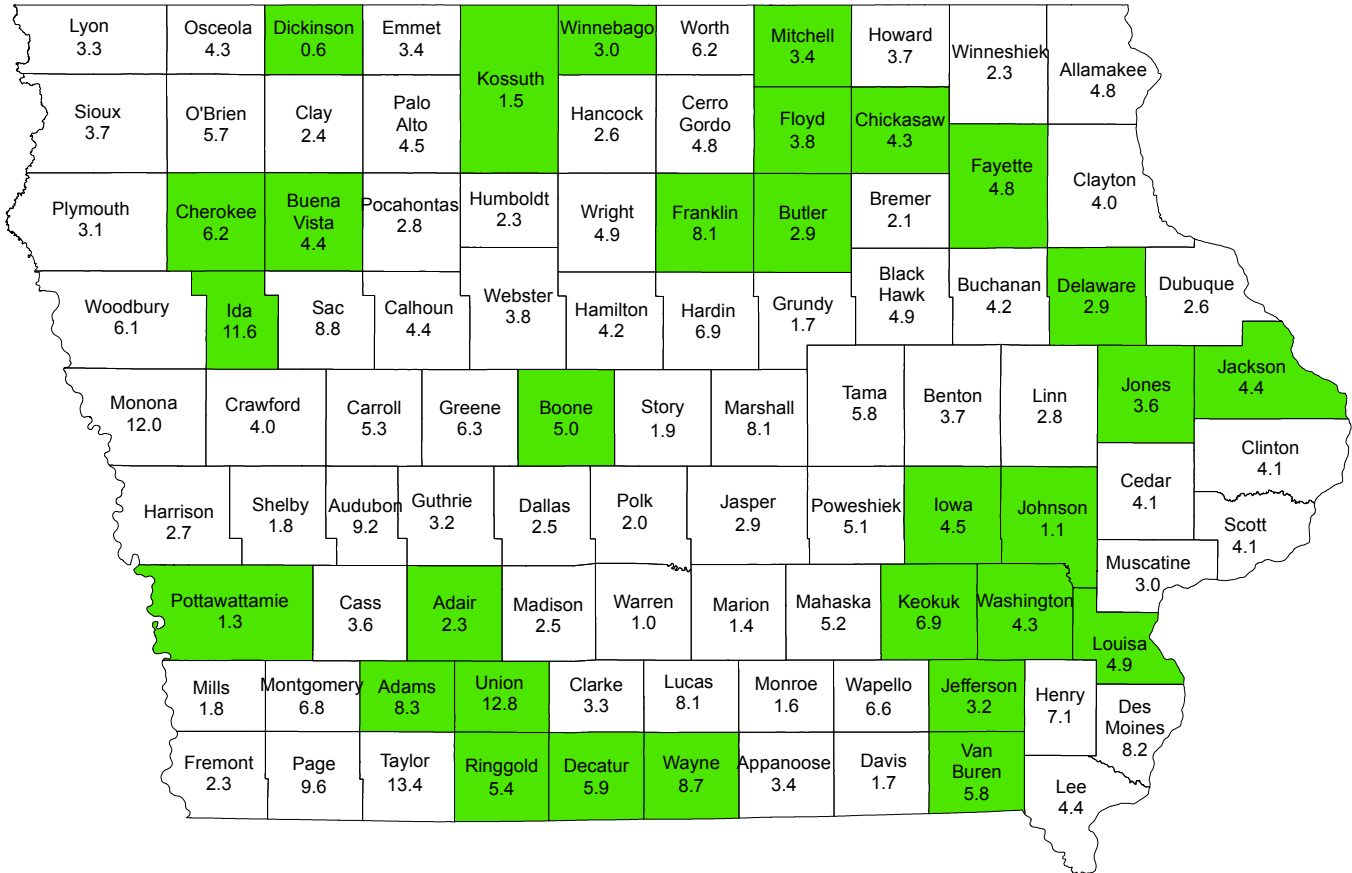 Lyon
3.3
Osceola
4.3
Dickinson
0.6
Emmet
3.4
Kossuth
1.5
Winnebago
3.0
Worth
6.2
Mitchell
3.4
Howard
3.7
Winneshiek
2.3
Allamakee
4.8
Sioux
3.7
O'Brien
5.7
Clay
2.4
Palo
Alto
4.5
Hancock
2.6
Cerro
Gordo
4.8
Floyd
3.8
Chickasaw
4.3
Fayette
4.8
Clayton
4.0
Plymouth
3.1
Cherokee
6.2
Buena
Vista
4.4
Pocahontas
2.8
Humboldt
2.3
Wright
4.9
Franklin
8.1
Butler
2.9
Bremer
2.1
Woodbury
6.1
Ida
11.6
Sac
8.8
Calhoun
4.4
Webster
3.8
Hamilton
4.2
Hardin
6.9
Grundy
1.7
Black
Hawk
4.9
Buchanan
4.2
Delaware
2.9
Dubuque
2.6
Monona
12.0
Crawford
4.0
Carroll
5.3
Greene
6.3
Boone
5.0
Story
1.9
Marshall
8.1
Tama
5.8
Benton
3.7
Linn
2.8
Jones
3.6
Jackson
4.4
Clinton
4.1
Harrison
2.7
Shelby
1.8
Audubon
9.2
Guthrie
3.2
Dallas
2.5
Polk
2.0
Jasper
2.9
Poweshiek
5.1
Iowa
4.5
Johnson
1.1
Cedar
4.1
Scott
4.1
Muscatine
3.0
Pottawattamie
1.3
Cass
3.6
Adair
2.3
Madison
2.5
Warren
1.0
Marion
1.4
Mahaska
5.2
Keokuk
6.9
Washington
4.3
Louisa
4.9
Mills
1.8
Montgomery
6.8
Adams
8.3
Union
12.8
Clarke
3.3
Lucas
8.1
Monroe
1.6
Wapello
6.6
Jefferson
3.2
Henry
7.1
Des
Moines
8.2
Fremont
2.3
Page
9.6
Taylor
13.4
Ringgold
5.4
Decatur
5.9
Wayne
8.7
Appanoose
3.4
Davis
1.7
Van
Buren
5.8
Lee
4.4